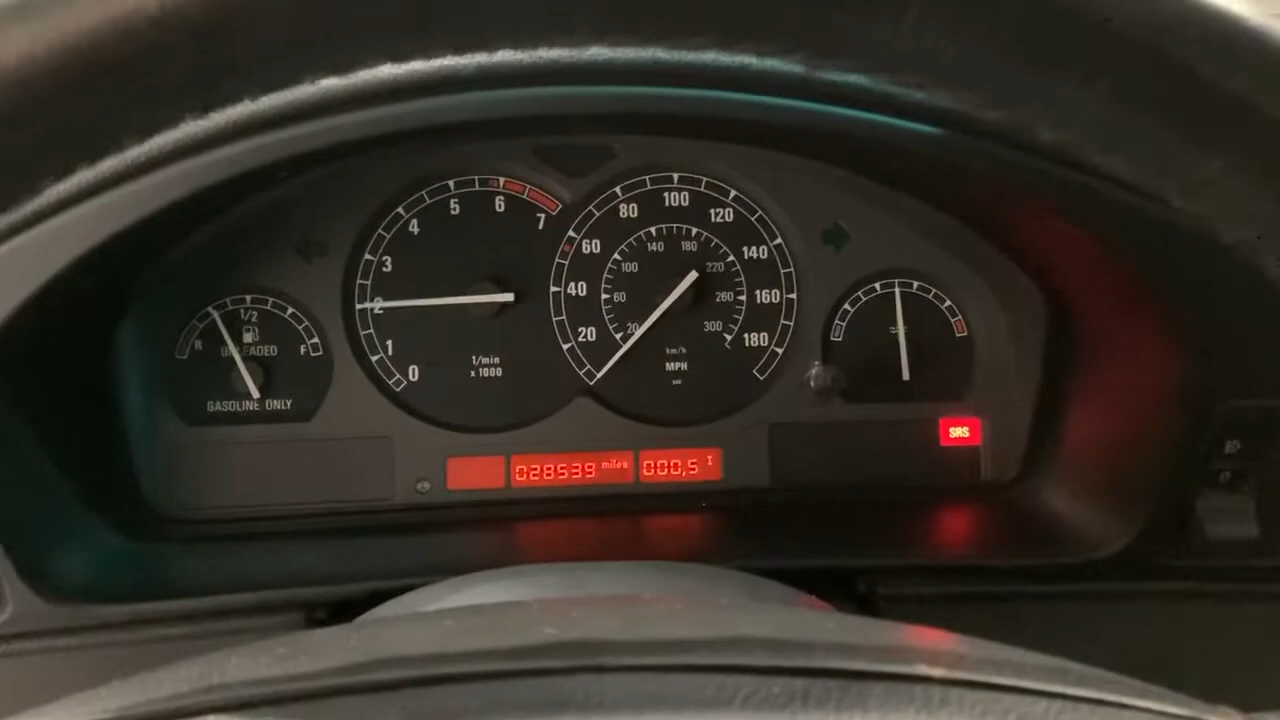 1/2
R
UNLEADED
F
GASOLINE ONLY
0
1
2
3
4
5
6
7
1/min
x 1000
20
40
60
80
100
120
140
160
180
20
60
100
140
180
220
260
300
km/h
MPH
SRS
028539 miles
000,5 I